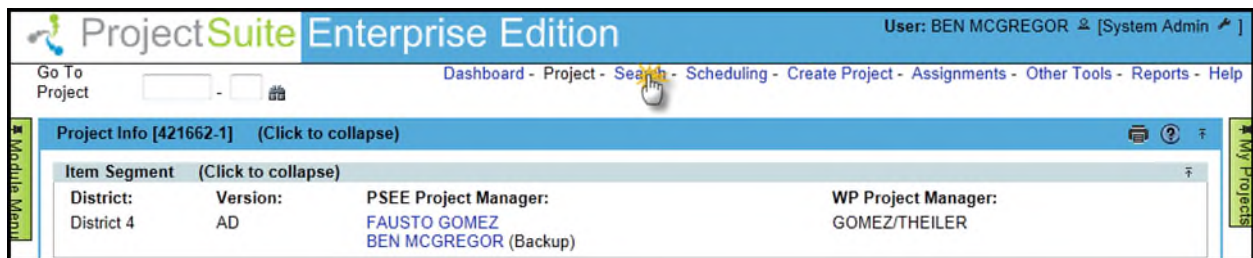 ProjectSuite Enterprise Edition
User: BEN MCGREGOR [System Admin ]
Go To
Project
-
Dashboard - Project - Search - Scheduling - Create Project - Assignments - Other Tools - Reports - Help
Module Menu
Project Info [421662-1] (Click to collapse)
My Projects
Item Segment (Click to collapse)
District: Version: PSEE Project Manager: WP Project Manager:
District 4 AD FAUSTO GOMEZ GOMEZ/THEILER
BEN MCGREGOR (Backup)